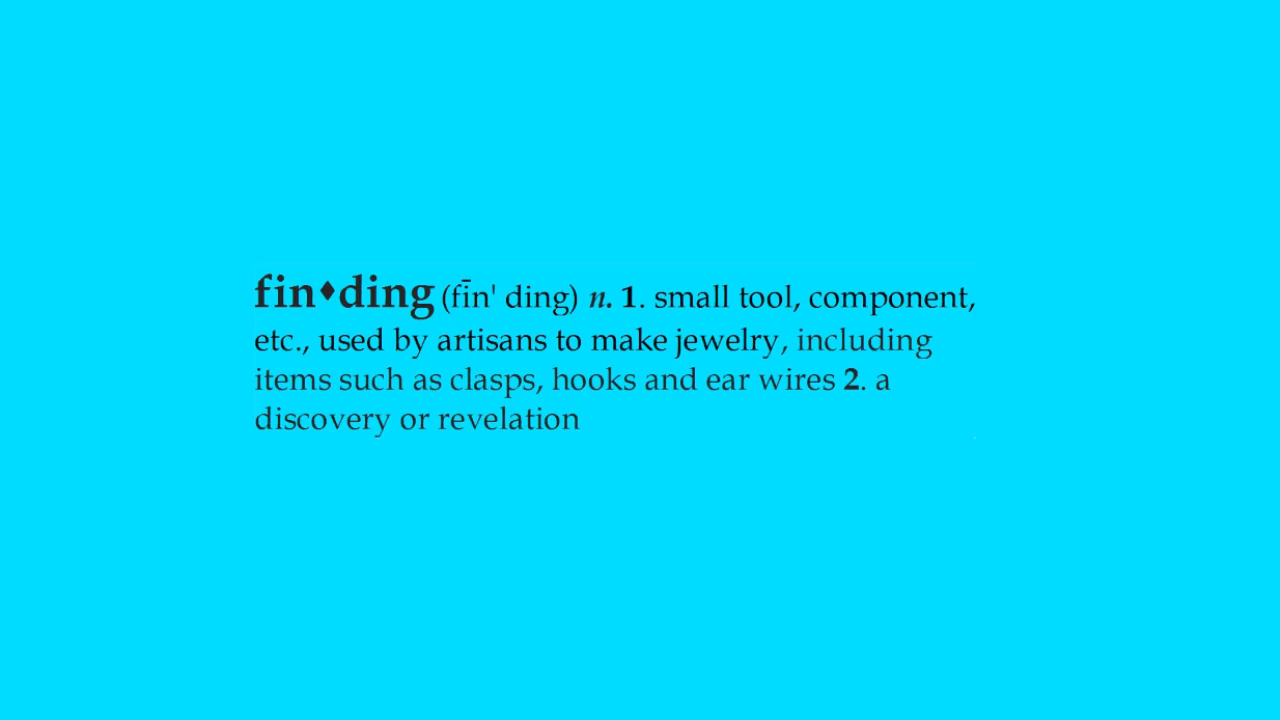 fin♦ding (fīn' ding) n. 1. small tool, component,
etc., used by artisans to make jewelry, including
items such as clasps, hooks and ear wires 2. a
discovery or revelation